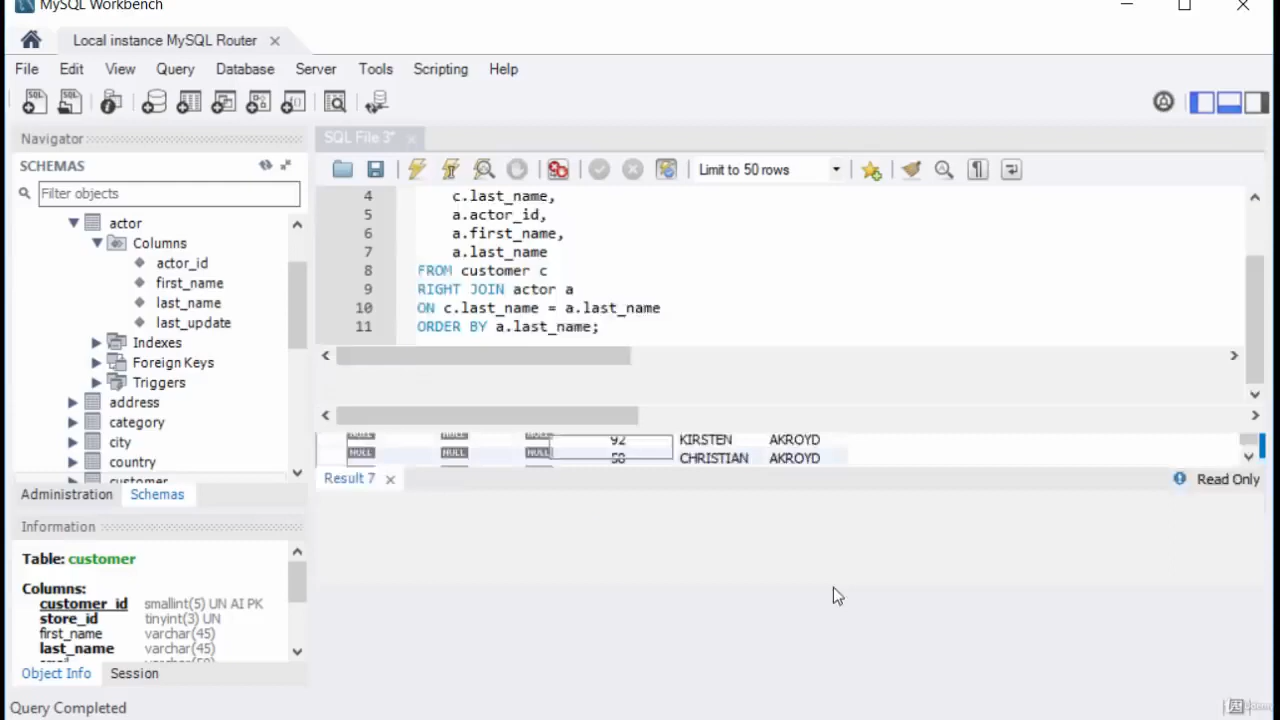 MySQL Workbench
Local instance MySQL Router
File Edit View Query Database Server Tools Scripting Help
Navigator
SCHEMAS
Filter objects
actor
Columns
actor_id
first_name
last_name
last_update
Indexes
Foreign Keys
Triggers
address
category
city
country
customer
Administration Schemas
Information
Table: customer
Columns:
customer_id smallint(5) UN AI PK
store_id tinyint(3) UN
first_name varchar(45)
last_name varchar(45)
Object Info Session
Query Completed
SQL File 3*
Limit to 50 rows
4 c.last_name,
5 a.actor_id,
6 a.first_name,
7 a.last_name
8 FROM customer c
9 RIGHT JOIN actor a
10 ON c.last_name = a.last_name
11 ORDER BY a.last_name;
NULL NULL NULL 92 KIRSTEN AKROYD
NULL NULL NULL 58 CHRISTIAN AKROYD
Result 7
Read Only